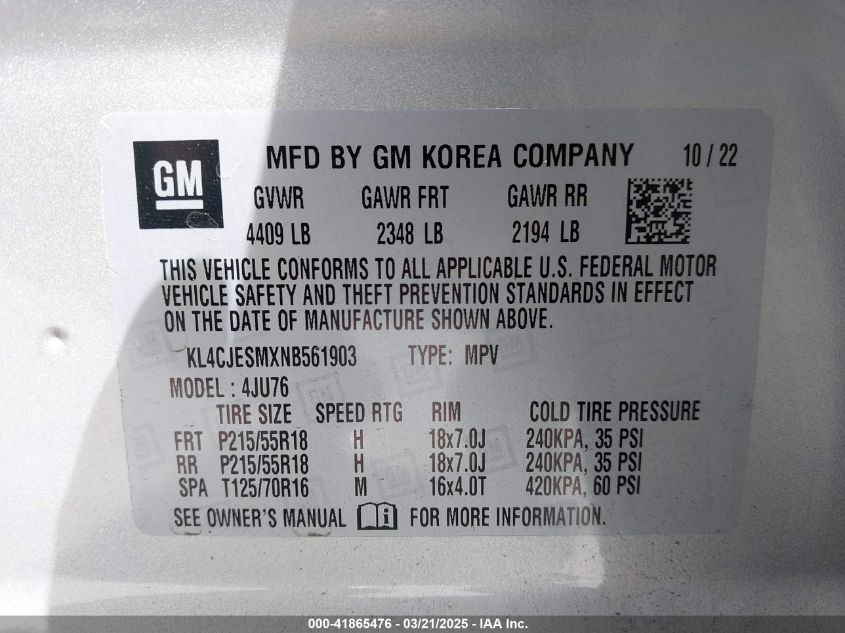 GM MFD BY GM KOREA COMPANY 10 / 22
GVWR GAWR FRT GAWR RR
4409 LB 2348 LB 2194 LB
THIS VEHICLE CONFORMS TO ALL APPLICABLE U.S. FEDERAL MOTOR
VEHICLE SAFETY AND THEFT PREVENTION STANDARDS IN EFFECT
ON THE DATE OF MANUFACTURE SHOWN ABOVE.
KL4CJESMXNB561903 TYPE: MPV
MODEL : 4JU76
TIRE SIZE SPEED RTG RIM COLD TIRE PRESSURE
FRT P215/55R18 H 18x7.0J 240KPA, 35 PSI
RR P215/55R18 H 18x7.0J 240KPA, 35 PSI
SPA T125/70R16 M 16x4.0T 420KPA, 60 PSI
SEE OWNER'S MANUAL FOR MORE INFORMATION.
000-41865476 - 03/21/2025 - IAA Inc.